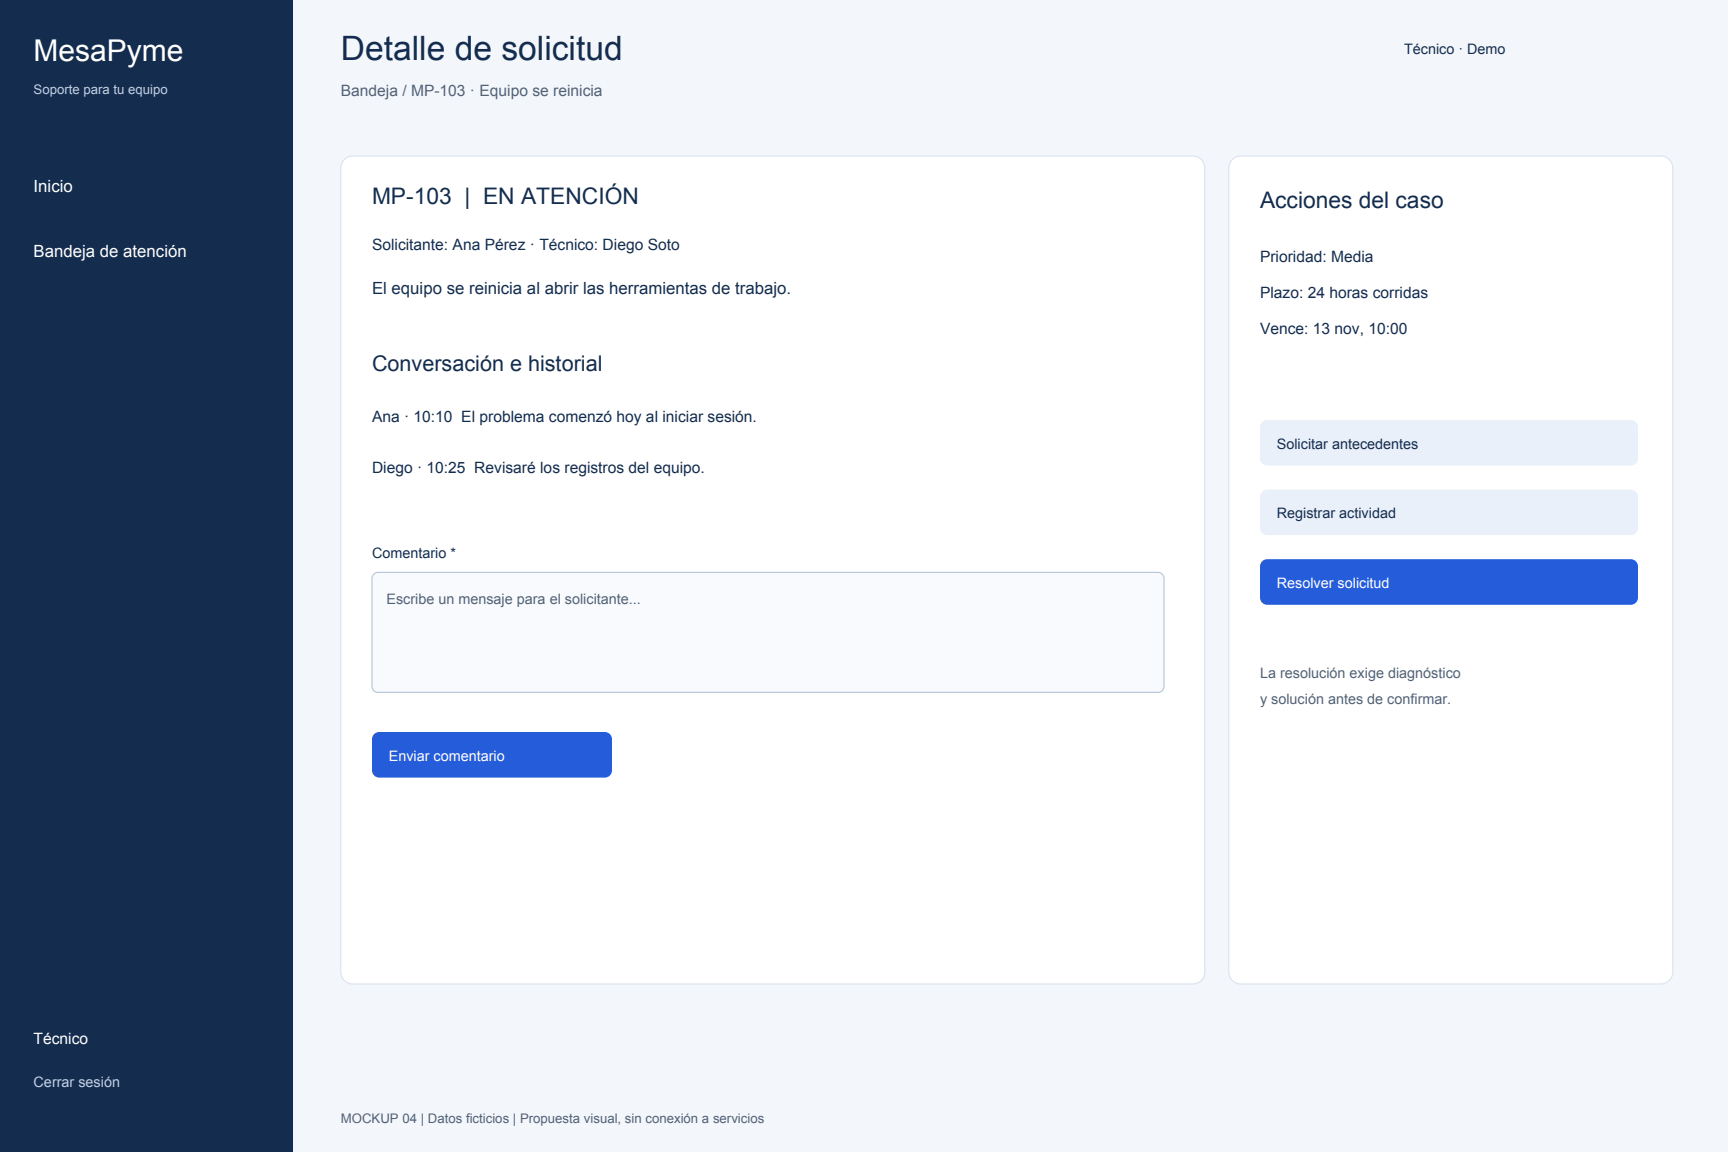 MesaPyme
Soporte para tu equipo
Inicio
Bandeja de atención
Técnico
Cerrar sesión
Detalle de solicitud
Técnico · Demo
Bandeja / MP-103 · Equipo se reinicia
MP-103 | EN ATENCIÓN
Solicitante: Ana Pérez · Técnico: Diego Soto
El equipo se reinicia al abrir las herramientas de trabajo.
Conversación e historial
Ana · 10:10 El problema comenzó hoy al iniciar sesión.
Diego · 10:25 Revisaré los registros del equipo.
Comentario *
Escribe un mensaje para el solicitante...
Enviar comentario
Acciones del caso
Prioridad: Media
Plazo: 24 horas corridas
Vence: 13 nov, 10:00
Solicitar antecedentes
Registrar actividad
Resolver solicitud
La resolución exige diagnóstico
y solución antes de confirmar.
MOCKUP 04 | Datos ficticios | Propuesta visual, sin conexión a servicios